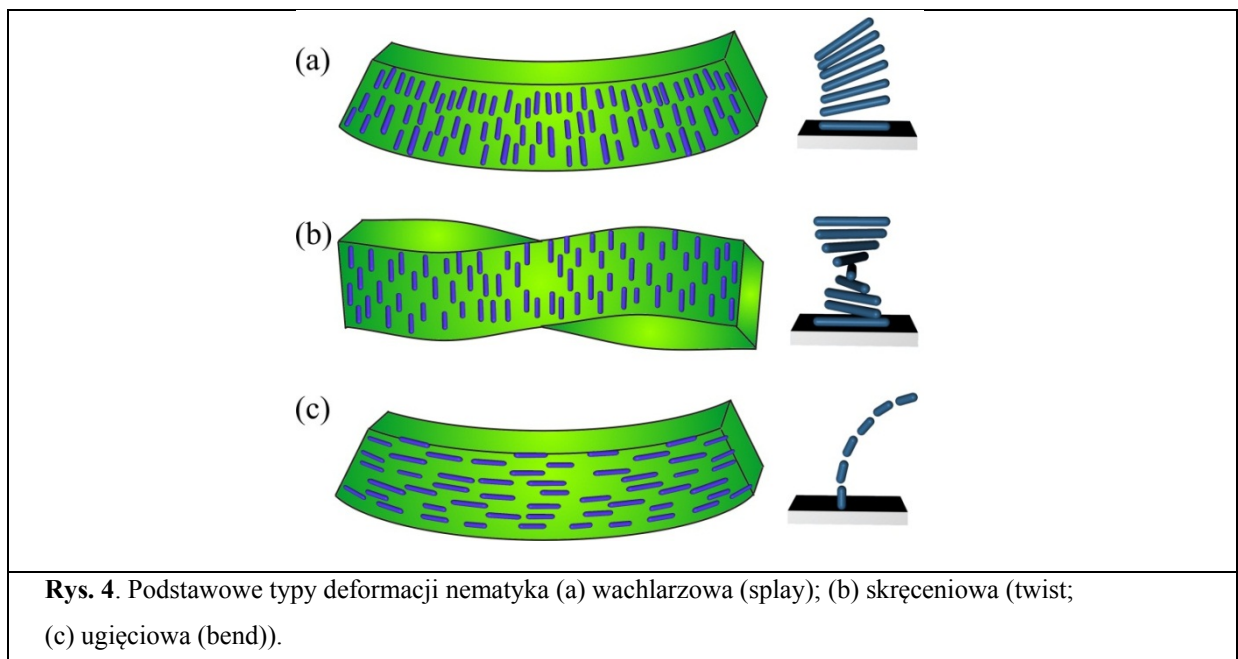 (a)
(b)
(c)
Rys. 4. Podstawowe typy deformacji nematyka (a) wachlarzowa (splay); (b) skręceniowa (twist;
(c) ugięciowa (bend)).